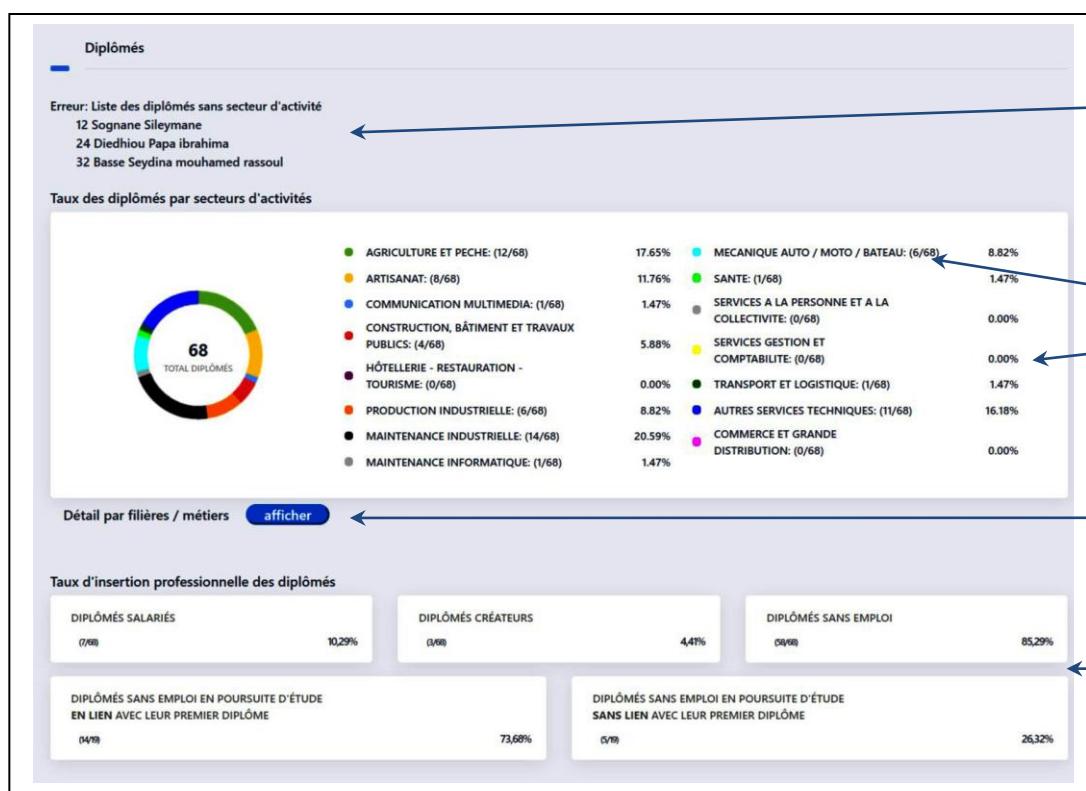 Diplômés
Erreur: Liste des diplômés sans secteur d'activité
12 Sognane Sileymane
24 Diedhiou Papa ibrahima
32 Basse Seydina mouhamed rassoul
Taux des diplômés par secteurs d'activités
68
TOTAL DIPLÔMÉS
AGRICULTURE ET PECHE: (12/68) 17.65%
ARTISANAT: (8/68) 11.76%
COMMUNICATION MULTIMEDIA: (1/68) 1.47%
CONSTRUCTION, BÂTIMENT ET TRAVAUX
PUBLICS: (4/68) 5.88%
HÔTELLERIE - RESTAURATION -
TOURISME: (0/68) 0.00%
PRODUCTION INDUSTRIELLE: (6/68) 8.82%
MAINTENANCE INDUSTRIELLE: (14/68) 20.59%
MAINTENANCE INFORMATIQUE: (1/68) 1.47%
MECANIQUE AUTO / MOTO / BATEAU: (6/68) 8.82%
SANTE: (1/68) 1.47%
SERVICES A LA PERSONNE ET A LA
COLLECTIVITE: (0/68) 0.00%
SERVICES GESTION ET
COMPTABILITE: (0/68) 0.00%
TRANSPORT ET LOGISTIQUE: (1/68) 1.47%
AUTRES SERVICES TECHNIQUES: (11/68) 16.18%
COMMERCE ET GRANDE
DISTRIBUTION: (0/68) 0.00%
Détail par filières / métiers afficher
Taux d'insertion professionnelle des diplômés
DIPLÔMÉS SALARIÉS
(7/68) 10,29%
DIPLÔMÉS CRÉATEURS
(3/68) 4,41%
DIPLÔMÉS SANS EMPLOI
(58/68) 85,29%
DIPLÔMÉS SANS EMPLOI EN POURSUITE D'ÉTUDE
EN LIEN AVEC LEUR PREMIER DIPLÔME
(14/19) 73,68%
DIPLÔMÉS SANS EMPLOI EN POURSUITE D'ÉTUDE
SANS LIEN AVEC LEUR PREMIER DIPLÔME
(5/19) 26,32%